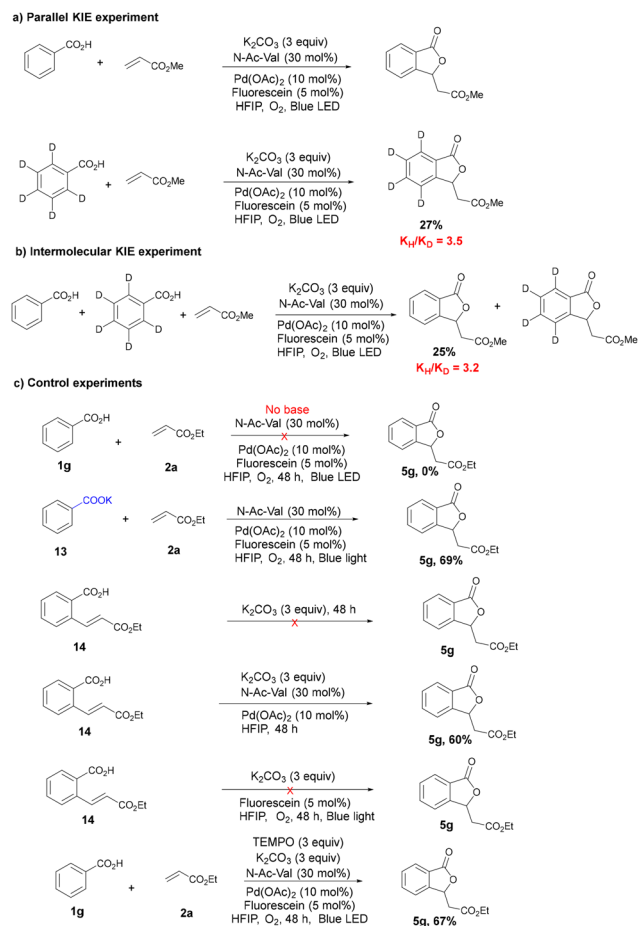 a) Parallel KIE experiment
CO2H
+
CO2Me
K2CO3 (3 equiv)
N-Ac-Val (30 mol%)
Pd(OAc)2 (10 mol%)
Fluorescein (5 mol%)
HFIP, O2, Blue LED
O
O
CO2Me
D
CO2H
D
D
D
D
+
CO2Me
K2CO3 (3 equiv)
N-Ac-Val (30 mol%)
Pd(OAc)2 (10 mol%)
Fluorescein (5 mol%)
HFIP, O2, Blue LED
D
O
D
O
D
D
CO2Me
27%
KH/KD = 3.5
b) Intermolecular KIE experiment
CO2H
+
D
CO2H
D
D
D
D
+
CO2Me
K2CO3 (3 equiv)
N-Ac-Val (30 mol%)
Pd(OAc)2 (10 mol%)
Fluorescein (5 mol%)
HFIP, O2, Blue LED
O
O
CO2Me
25%
KH/KD = 3.2
+
D
O
D
O
D
D
CO2Me
c) Control experiments
CO2H
1g
+
CO2Et
2a
No base
N-Ac-Val (30 mol%)
X
Pd(OAc)2 (10 mol%)
Fluorescein (5 mol%)
HFIP, O2, 48 h, Blue LED
O
O
CO2Et
5g, 0%
COOK
13
+
CO2Et
2a
N-Ac-Val (30 mol%)
Pd(OAc)2 (10 mol%)
Fluorescein (5 mol%)
HFIP, O2, 48 h, Blue light
O
O
CO2Et
5g, 69%
CO2H
CO2Et
14
K2CO3 (3 equiv), 48 h
X
O
O
CO2Et
5g
CO2H
CO2Et
14
K2CO3 (3 equiv)
N-Ac-Val (30 mol%)
Pd(OAc)2 (10 mol%)
HFIP, 48 h
O
O
CO2Et
5g, 60%
CO2H
CO2Et
14
K2CO3 (3 equiv)
X
Fluorescein (5 mol%)
HFIP, O2, 48 h, Blue light
O
O
CO2Et
5g
CO2H
1g
+
CO2Et
2a
TEMPO (3 equiv)
K2CO3 (3 equiv)
N-Ac-Val (30 mol%)
Pd(OAc)2 (10 mol%)
Fluorescein (5 mol%)
HFIP, O2, 48 h, Blue LED
O
O
CO2Et
5g, 67%